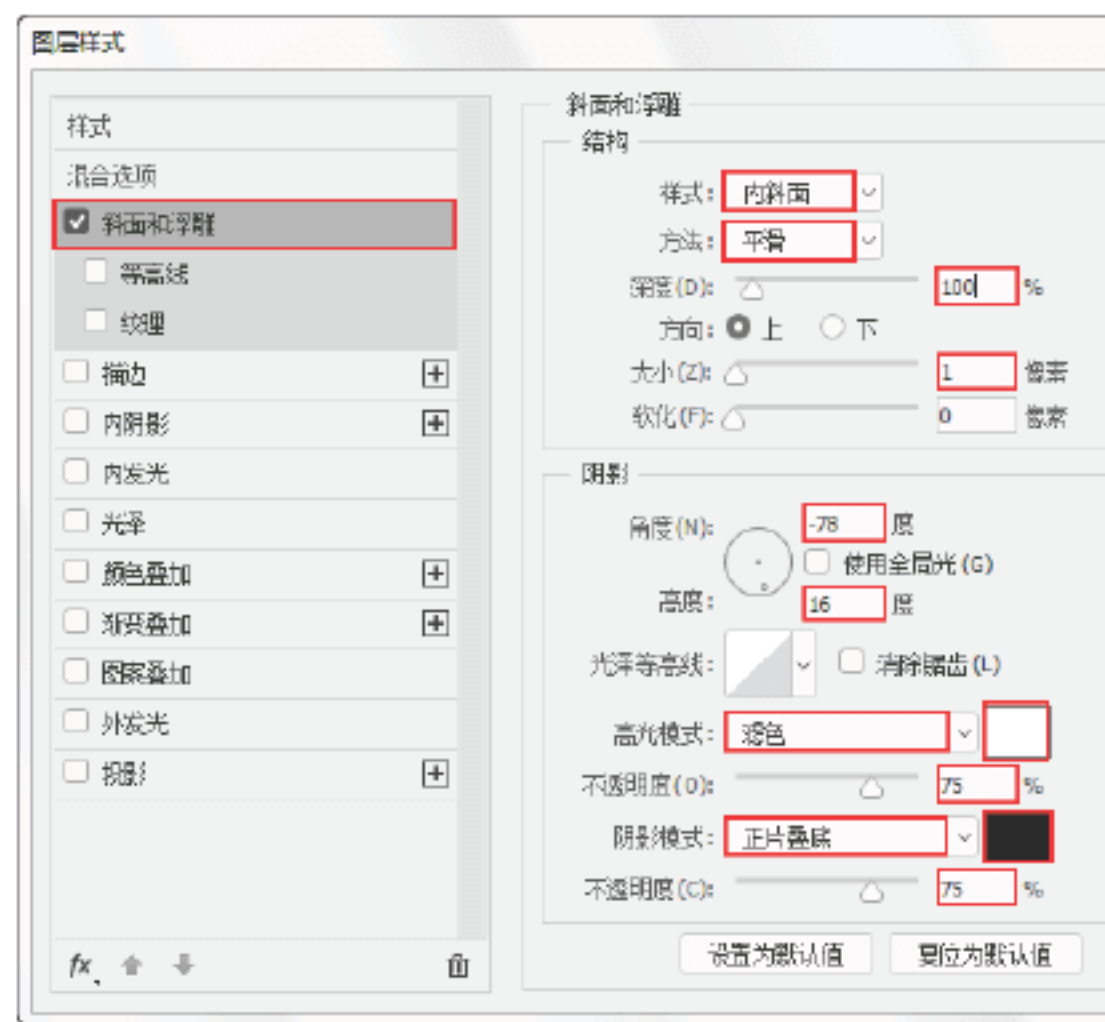 图层样式
样式
混合选项
斜面和浮雕
等高线
纹理
描边
内阴影
内发光
光泽
颜色叠加
渐变叠加
图案叠加
外发光
投影
fx
斜面和浮雕
结构
样式: 内斜面
方法: 平滑
深度(D): 100 %
方向: 上 下
大小(Z): 1 像素
软化(F): 0 像素
阴影
角度(N): -78 度
使用全局光(G)
高度: 16 度
光泽等高线: 消除锯齿(L)
高光模式: 滤色
不透明度(O): 75 %
阴影模式: 正片叠底
不透明度(C): 75 %
设置为默认值 复位为默认值